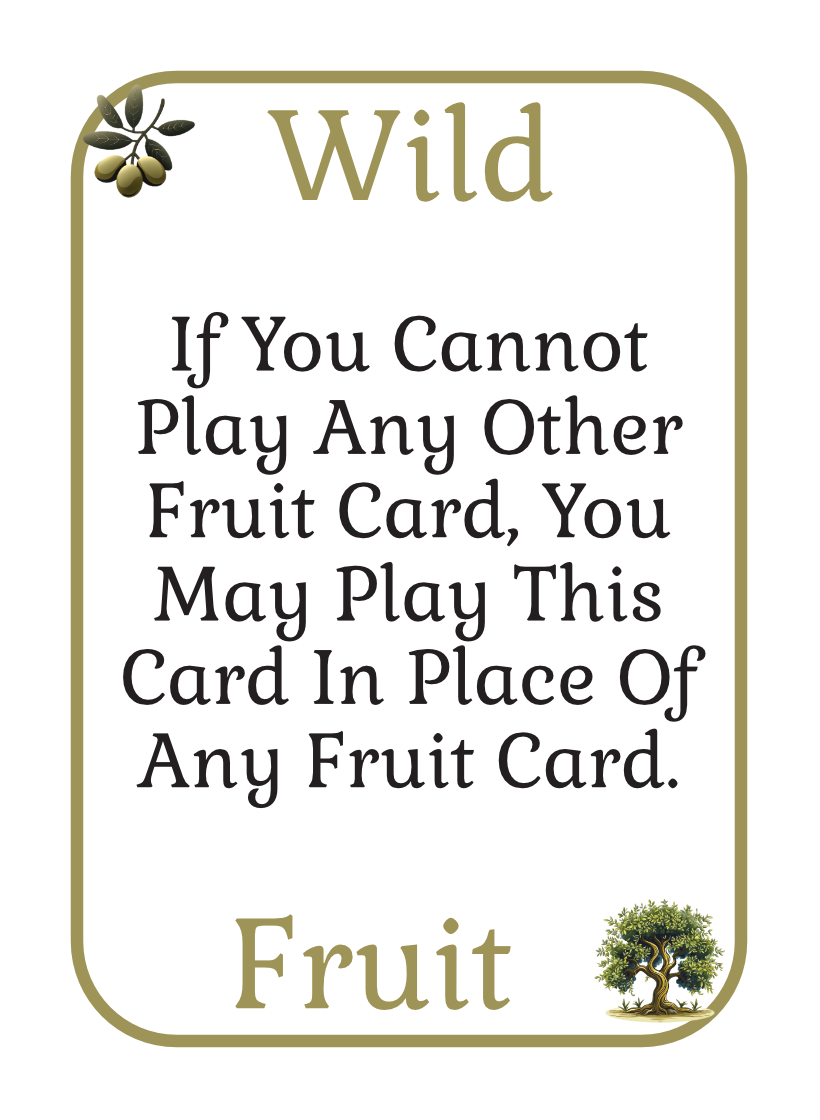 Wild
If You Cannot
Play Any Other
Fruit Card, You
May Play This
Card In Place Of
Any Fruit Card.
Fruit